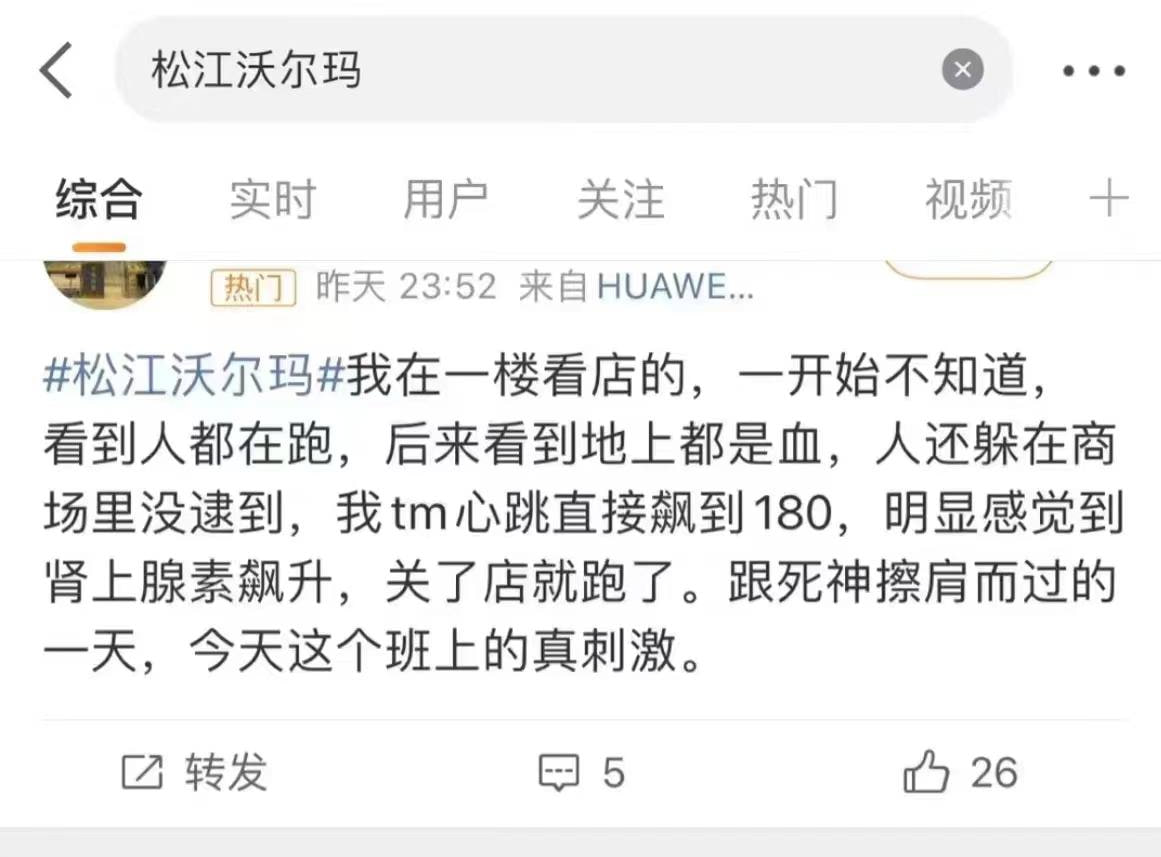 松江沃尔玛
综合 实时 用户 关注 热门 视频
热门 昨天 23:52 来自 HUAWE...
#松江沃尔玛#我在一楼看店的，一开始不知道，
看到人都在跑，后来看到地上都是血，人还躲在商
场里没逮到，我tm心跳直接飙到180，明显感觉到
肾上腺素飙升，关了店就跑了。跟死神擦肩而过的
一天，今天这个班上的真刺激。
转发 5 26